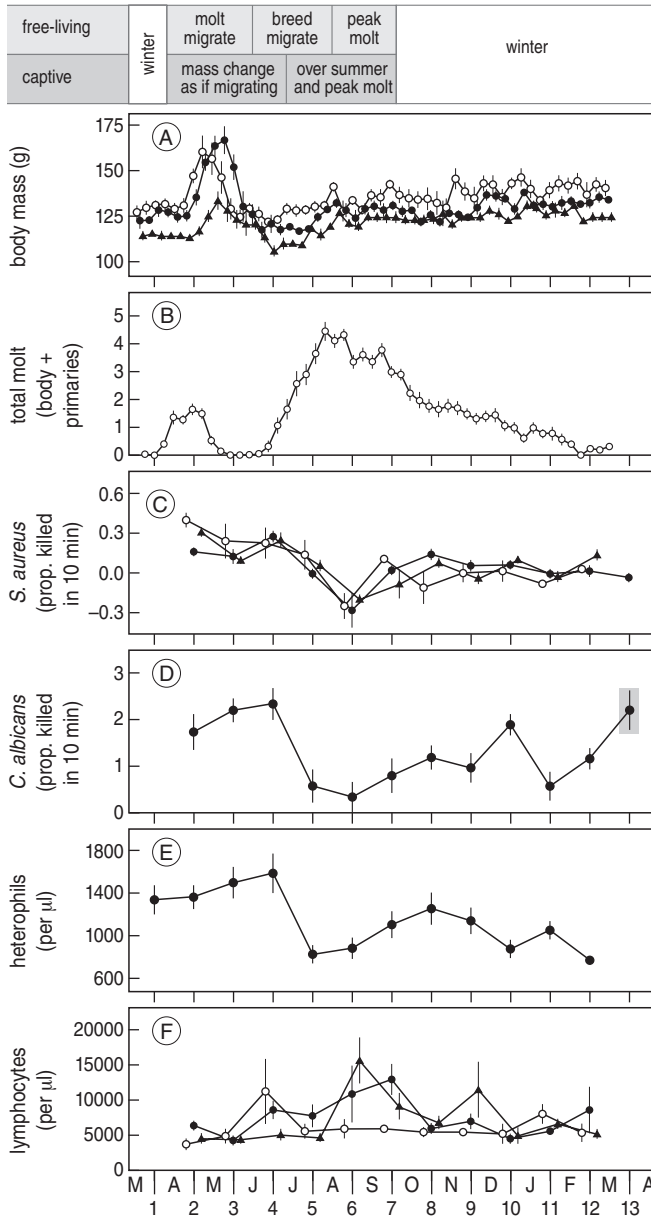 free-living
winter
molt
migrate
breed
migrate
peak
molt
winter
captive
mass change
as if migrating
over summer
and peak molt
A
body mass (g)
175
150
125
100
B
total molt
(body +
primaries)
5
4
3
2
1
0
C
S. aureus
(prop. killed
in 10 min)
0.6
0.3
0.0
−0.3
D
C. albicans
(prop. killed
in 10 min)
3
2
1
0
E
heterophils
(per µl)
1800
1400
1000
600
F
lymphocytes
(per µl)
20000
15000
10000
5000
0
M A M J J A S O N D J F M A
1 2 3 4 5 6 7 8 9 10 11 12 13